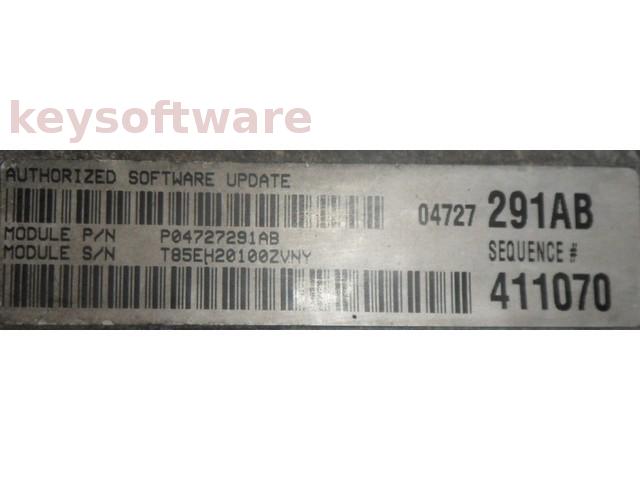 keysoftware
AUTHORIZED SOFTWARE UPDATE
04727 291AB
MODULE P/N P04727291AB
MODULE S/N T85EH20100ZVNY
SEQUENCE #
411070